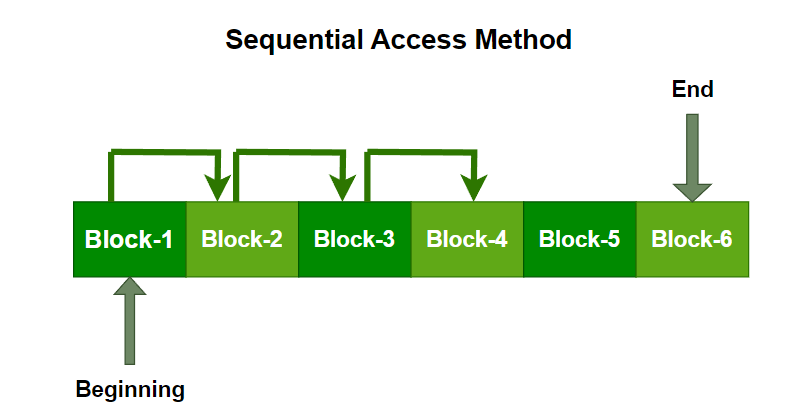 Sequential Access Method
End
Block-1 Block-2 Block-3 Block-4 Block-5 Block-6
Beginning